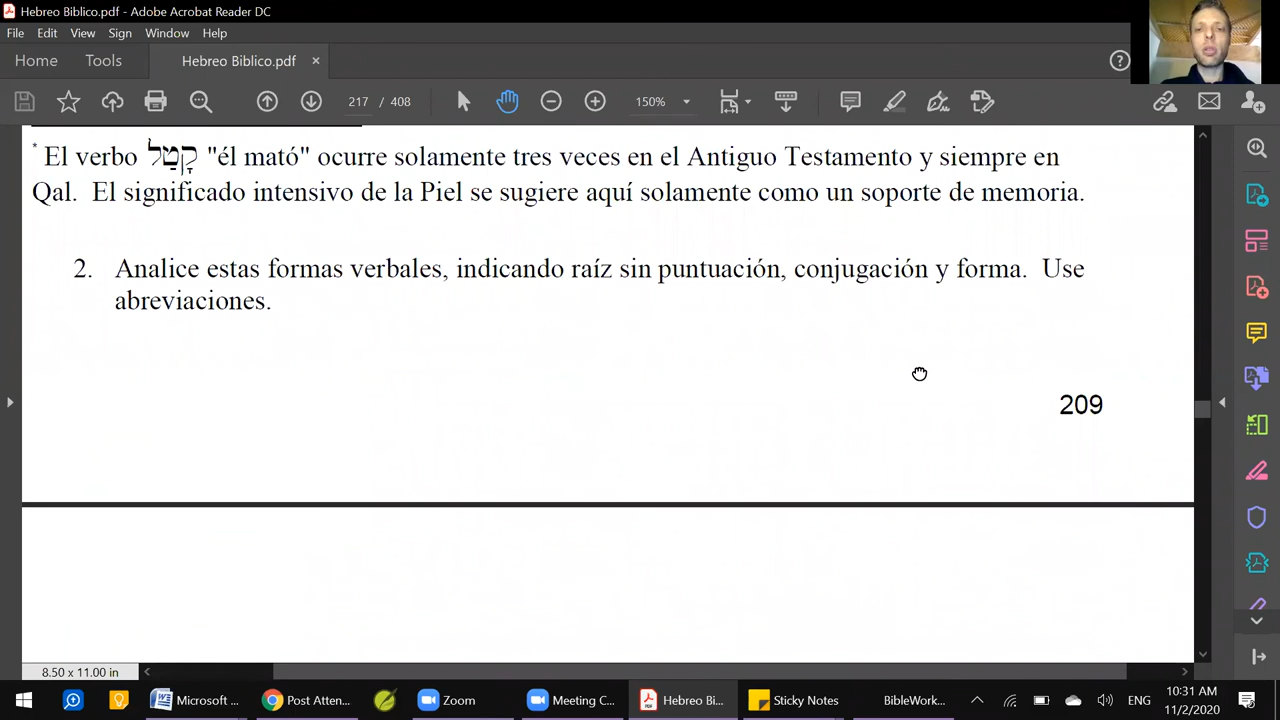 Hebreo Biblico.pdf - Adobe Acrobat Reader DC
File Edit View Sign Window Help
Home Tools Hebreo Biblico.pdf ×
217 / 408 150%
* El verbo קָטַל "él mató" ocurre solamente tres veces en el Antiguo Testamento y siempre en
Qal. El significado intensivo de la Piel se sugiere aquí solamente como un soporte de memoria.
2. Analice estas formas verbales, indicando raíz sin puntuación, conjugación y forma. Use
abreviaciones.
209
8.50 x 11.00 in
Microsoft ... Post Atten... Zoom Meeting C... Hebreo Bi... Sticky Notes BibleWork... ENG 10:31 AM
11/2/2020